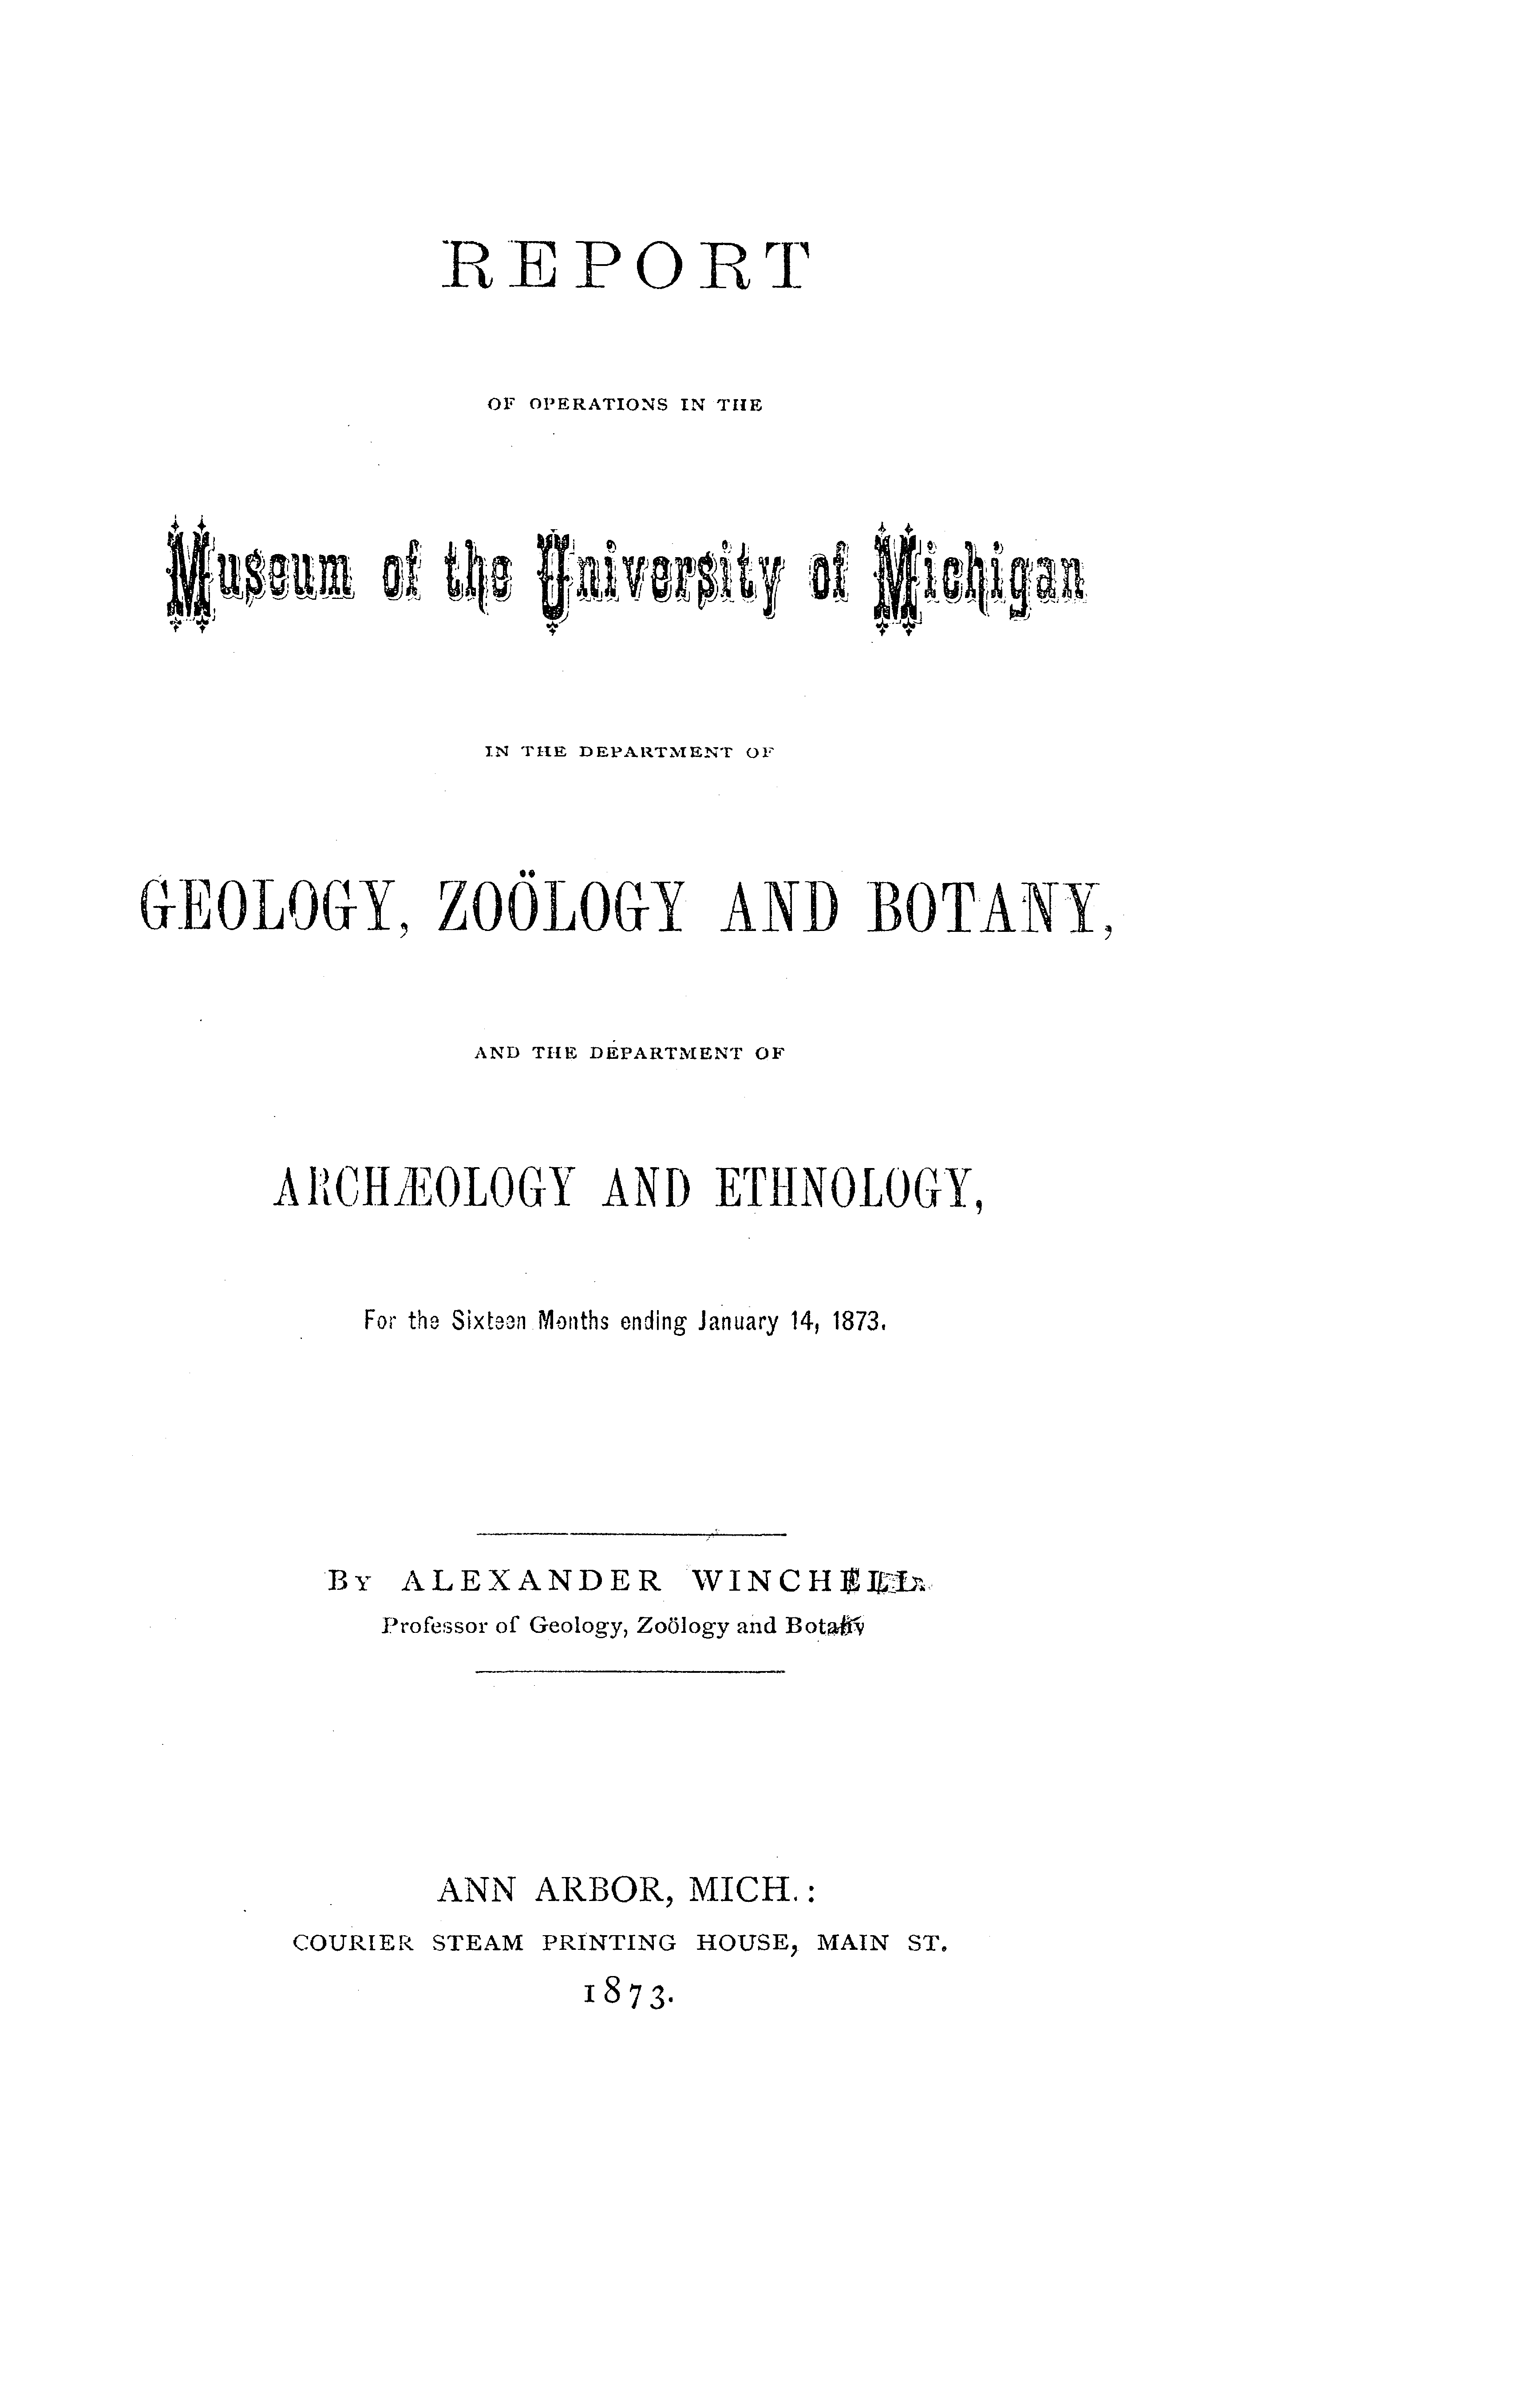 REPORT
OF OPERATIONS IN THE
Museum of the University of Michigan
IN THE DEPARTMENT OF
GEOLOGY, ZOÖLOGY AND BOTANY,
AND THE DEPARTMENT OF
ARCHÆOLOGY AND ETHNOLOGY,
For the Sixteen Months ending January 14, 1873.
BY ALEXANDER WINCHELL
Professor of Geology, Zoölogy and Botany
ANN ARBOR, MICH.:
COURIER STEAM PRINTING HOUSE, MAIN ST.
1873.